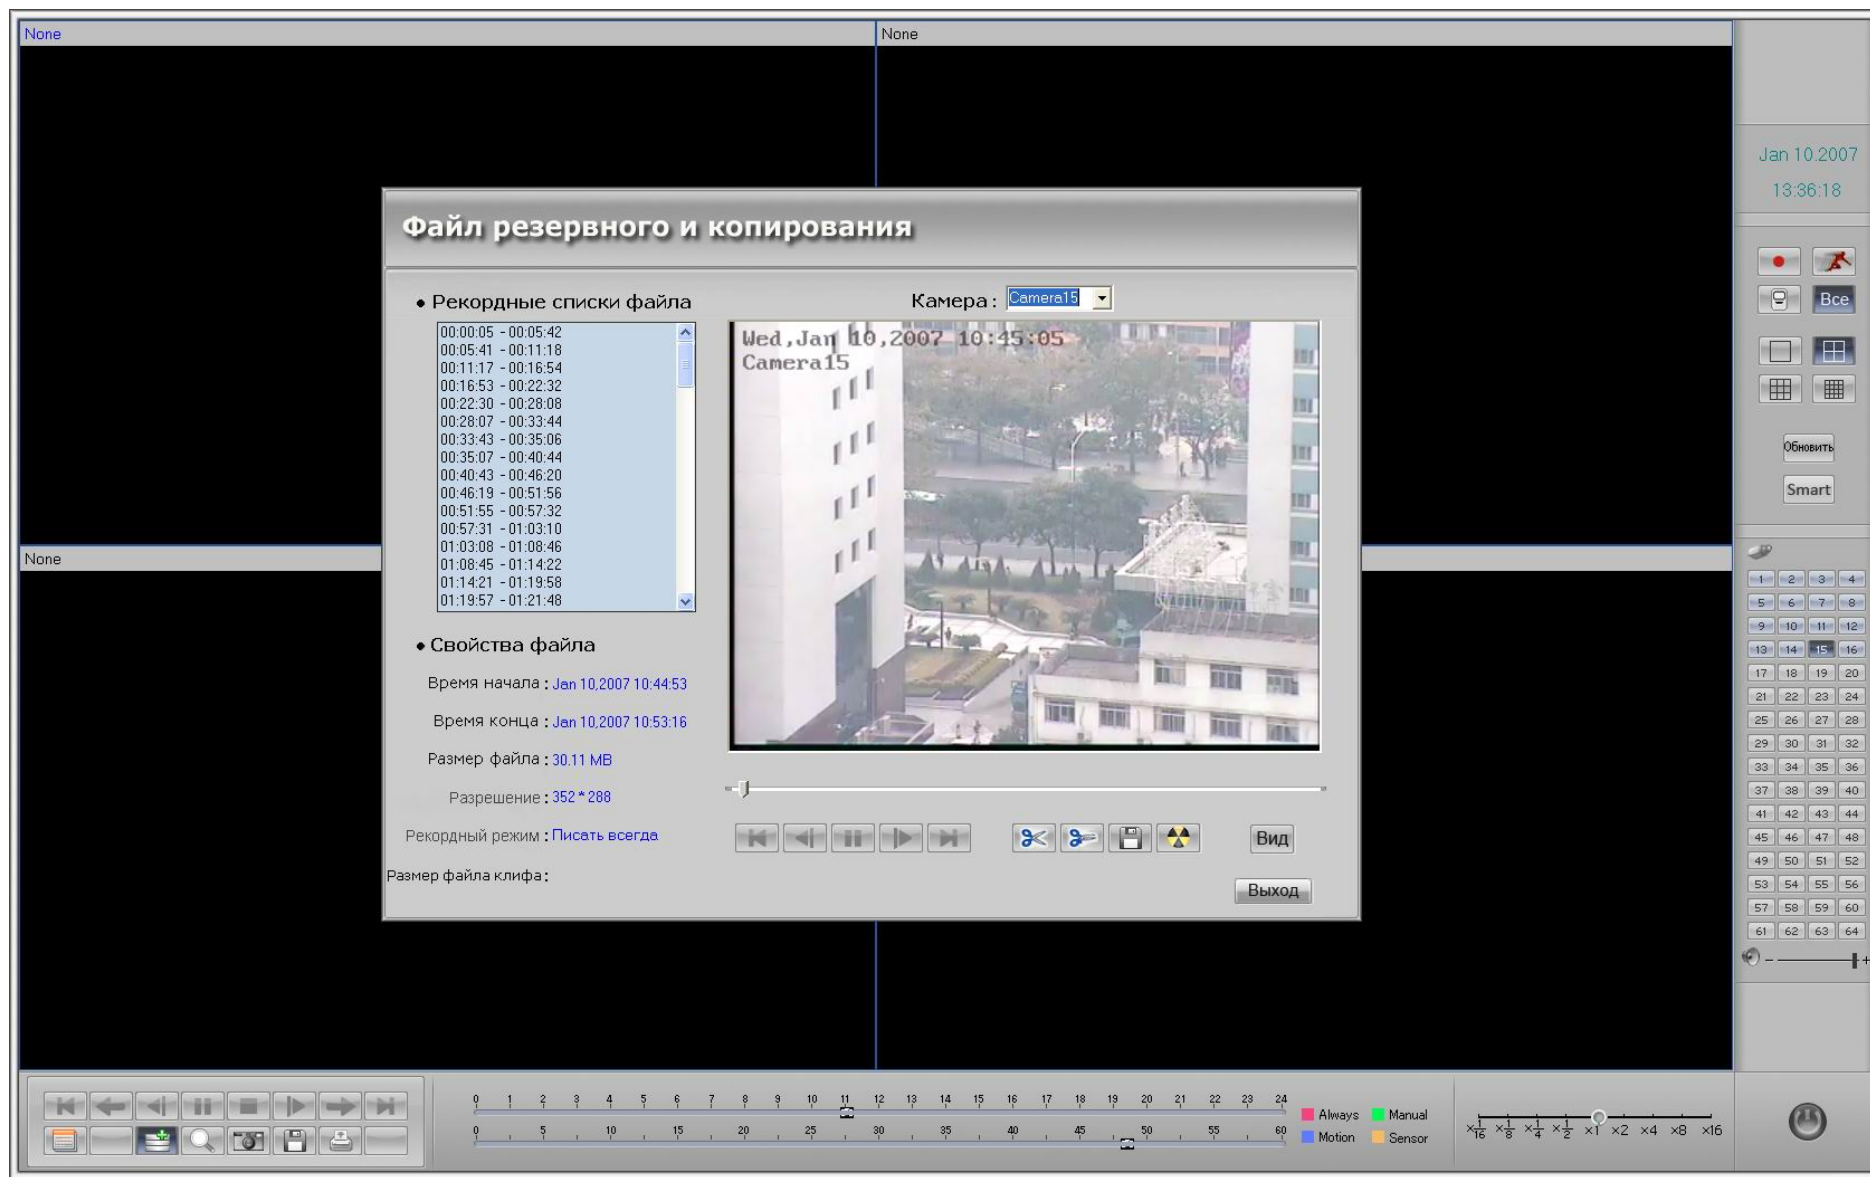 None
None
Jan 10.2007
13:36:18
Файл резервного и копирования
• Рекордные списки файла
Камера : Camera15
00:00:05 - 00:05:42
00:05:41 - 00:11:18
00:11:17 - 00:16:54
00:16:53 - 00:22:32
00:22:30 - 00:28:08
00:28:07 - 00:33:44
00:33:43 - 00:35:06
00:35:07 - 00:40:44
00:40:43 - 00:46:20
00:46:19 - 00:51:56
00:51:55 - 00:57:32
00:57:31 - 01:03:10
01:03:08 - 01:08:46
01:08:45 - 01:14:22
01:14:21 - 01:19:58
01:19:57 - 01:21:48
Wed,Jan 10,2007 10:45:05
Camera15
• Свойства файла
Время начала : Jan 10,2007 10:44:53
Время конца : Jan 10,2007 10:53:16
Размер файла : 30.11 MB
Разрешение : 352 * 288
Рекордный режим : Писать всегда
Размер файла клифа :
Вид
Выход
None
Все
Обновить
Smart
1 2 3 4
5 6 7 8
9 10 11 12
13 14 15 16
17 18 19 20
21 22 23 24
25 26 27 28
29 30 31 32
33 34 35 36
37 38 39 40
41 42 43 44
45 46 47 48
49 50 51 52
53 54 55 56
57 58 59 60
61 62 63 64
- +
0 1 2 3 4 5 6 7 8 9 10 11 12 13 14 15 16 17 18 19 20 21 22 23 24
0 5 10 15 20 25 30 35 40 45 50 55 60
Always Manual
Motion Sensor
×1/16 ×1/8 ×1/4 ×1/2 ×1 ×2 ×4 ×8 ×16